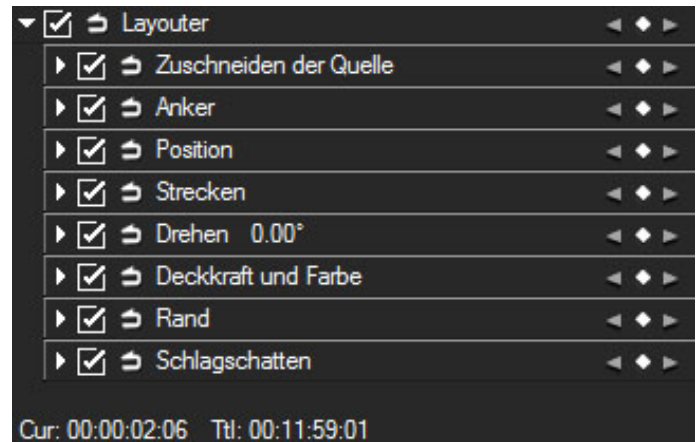 Layouter
Zuschneiden der Quelle
Anker
Position
Strecken
Drehen 0.00°
Deckkraft und Farbe
Rand
Schlagschatten
Cur: 00:00:02:06 Ttl: 00:11:59:01